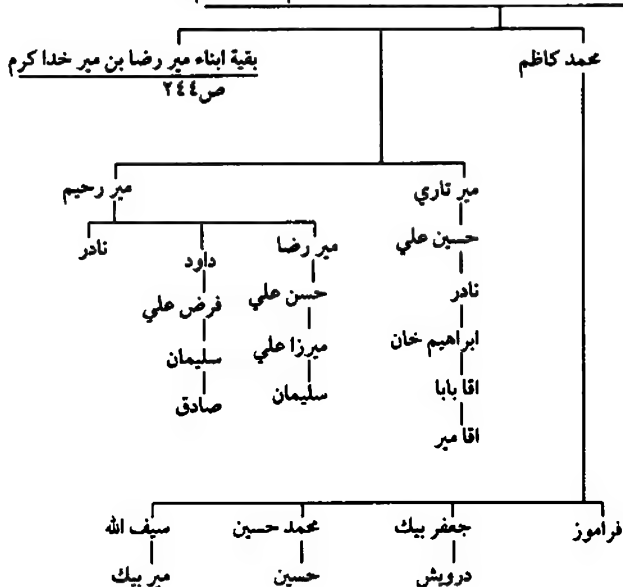 محمد كاظم
بقية ابناء مير رضا بن مير خدا كرم
ص٢٤٤
مير تاري
مير رحيم
حسين علي
مير رضا
داود
نادر
نادر
حسن علي
فرض علي
ابراهيم خان
ميرزا علي
سليمان
اقا بابا
سليمان
صادق
اقا مير
فراموز
جعفر بيك
محمد حسين
سيف الله
درويش
حسين
مير بيك